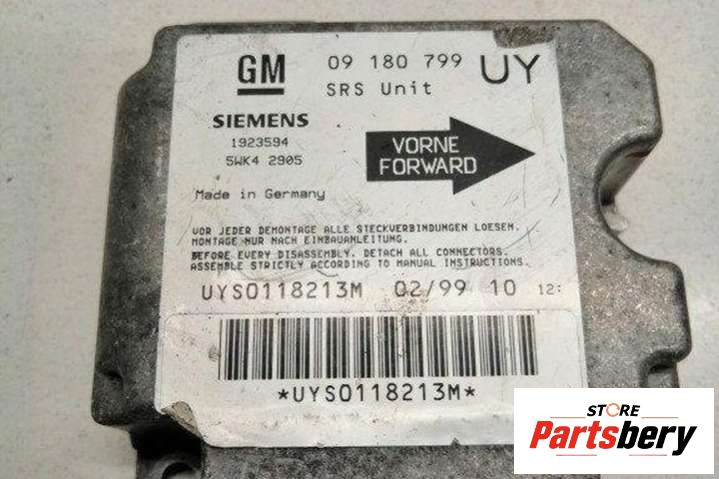 GM 09 180 799 UY
SRS Unit
SIEMENS
1923594
5WK4 2905
VORNE
FORWARD
Made in Germany
VOR JEDER DEMONTAGE ALLE STECKVERBINDUNGEN LOESEN.
MONTAGE NUR NACH EINBAUANLEITUNG.
BEFORE EVERY DISASSEMBLY. DETACH ALL CONNECTORS.
ASSEMBLE STRICTLY ACCORDING TO MANUAL INSTRUCTIONS.
UYS0118213M 02/99 10 12:
*UYS0118213M*
STORE
Partsbery